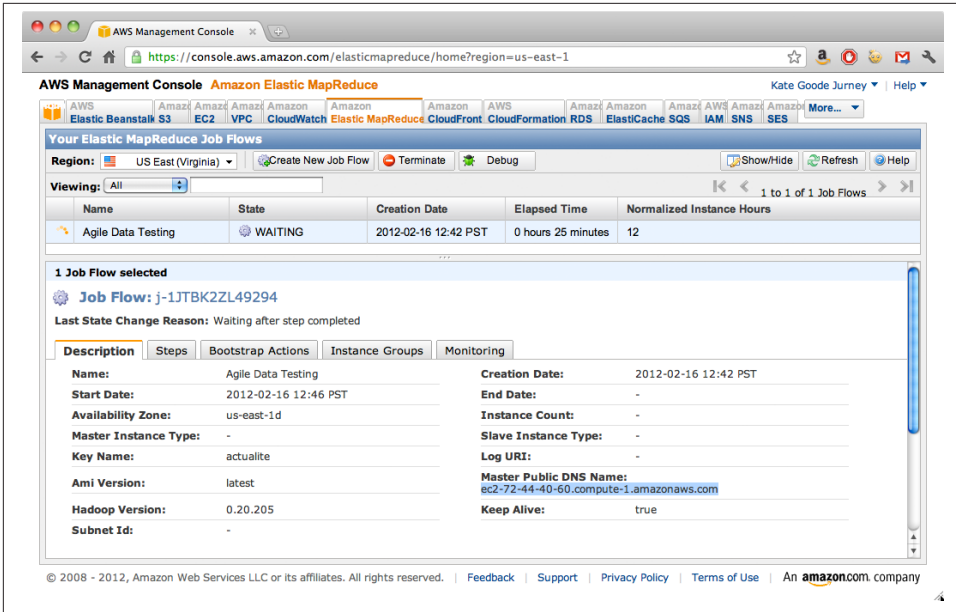 AWS Management Console
https://console.aws.amazon.com/elasticmapreduce/home?region=us-east-1
AWS Management Console Amazon Elastic MapReduce Kate Goode Jurney Help
AWS Elastic Beanstalk
Amazon S3
Amazon EC2
Amazon VPC
Amazon CloudWatch
Amazon Elastic MapReduce
Amazon CloudFront
AWS CloudFormation
Amazon RDS
Amazon ElastiCache
Amazon SQS
AWS IAM
Amazon SNS
Amazon SES
More...
Your Elastic MapReduce Job Flows
Region: US East (Virginia) Create New Job Flow Terminate Debug Show/Hide Refresh Help
Viewing: All 1 to 1 of 1 Job Flows
Name State Creation Date Elapsed Time Normalized Instance Hours
Agile Data Testing WAITING 2012-02-16 12:42 PST 0 hours 25 minutes 12
1 Job Flow selected
Job Flow: j-1JTBK2ZL49294
Last State Change Reason: Waiting after step completed
Description Steps Bootstrap Actions Instance Groups Monitoring
Name: Agile Data Testing Creation Date: 2012-02-16 12:42 PST
Start Date: 2012-02-16 12:46 PST End Date: -
Availability Zone: us-east-1d Instance Count: -
Master Instance Type: - Slave Instance Type: -
Key Name: actualite Log URI: -
Ami Version: latest Master Public DNS Name:
ec2-72-44-40-60.compute-1.amazonaws.com
Hadoop Version: 0.20.205 Keep Alive: true
Subnet Id: -
© 2008 - 2012, Amazon Web Services LLC or its affiliates. All rights reserved. | Feedback | Support | Privacy Policy | Terms of Use | An amazon.com. company